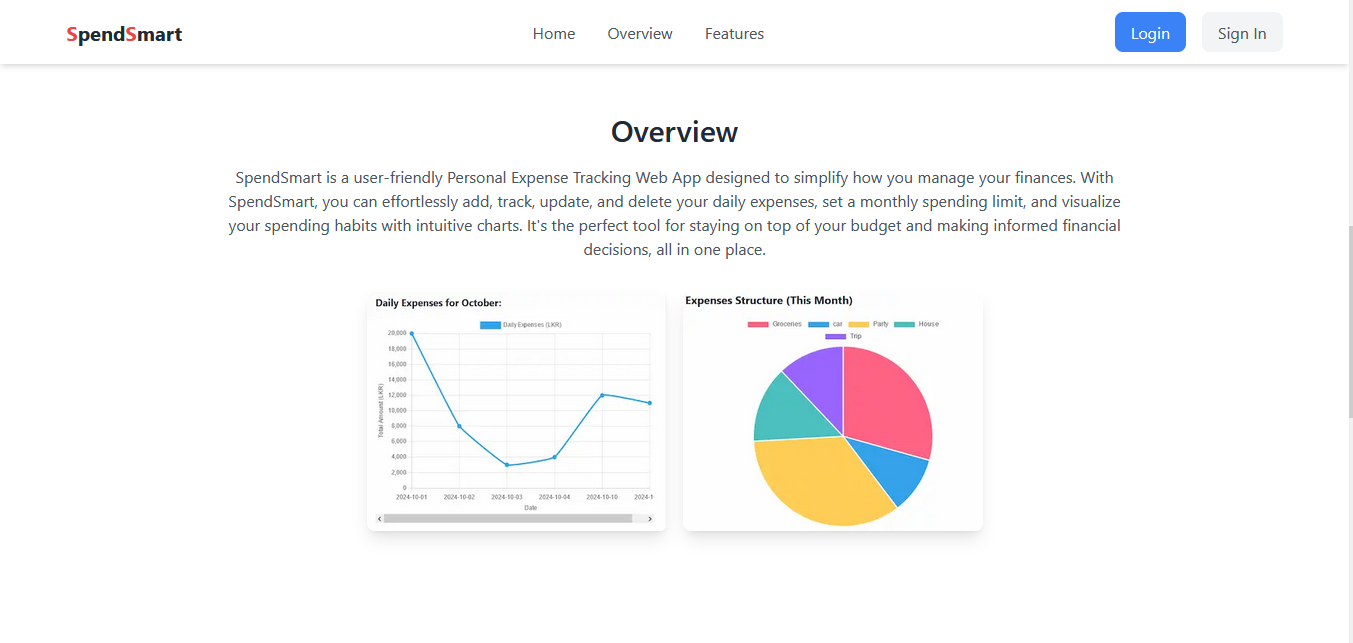 SpendSmart
Home
Overview
Features
Login
Sign In
Overview
SpendSmart is a user-friendly Personal Expense Tracking Web App designed to simplify how you manage your finances. With
SpendSmart, you can effortlessly add, track, update, and delete your daily expenses, set a monthly spending limit, and visualize
your spending habits with intuitive charts. It's the perfect tool for staying on top of your budget and making informed financial
decisions, all in one place.
Daily Expenses for October:
Daily Expenses (LKR)
20,000
18,000
16,000
14,000
12,000
10,000
8,000
6,000
4,000
2,000
0
Total Amount (LKR)
2024-10-01
2024-10-02
2024-10-03
2024-10-04
2024-10-10
2024-1
Date
Expenses Structure (This Month)
Groceries
car
Party
House
Trip